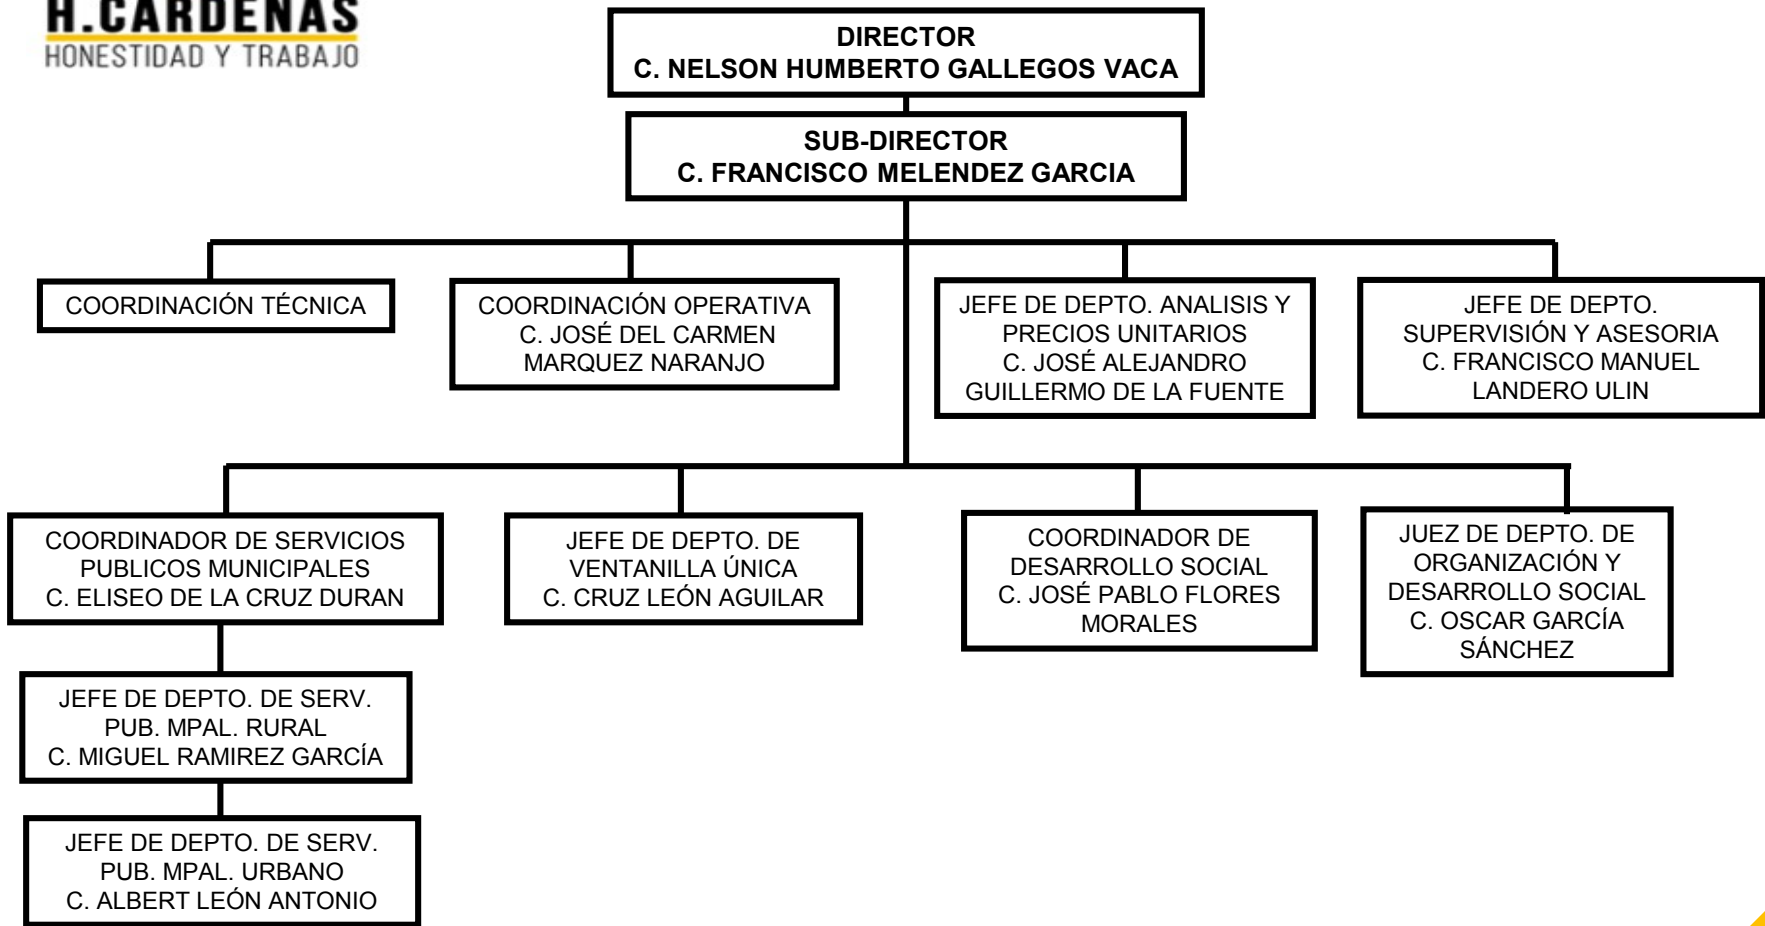 H.CARDENAS
HONESTIDAD Y TRABAJO
DIRECTOR
C. NELSON HUMBERTO GALLEGOS VACA
SUB-DIRECTOR
C. FRANCISCO MELENDEZ GARCIA
COORDINACIÓN TÉCNICA
COORDINACIÓN OPERATIVA
C. JOSÉ DEL CARMEN
MARQUEZ NARANJO
JEFE DE DEPTO. ANALISIS Y
PRECIOS UNITARIOS
C. JOSÉ ALEJANDRO
GUILLERMO DE LA FUENTE
JEFE DE DEPTO.
SUPERVISIÓN Y ASESORIA
C. FRANCISCO MANUEL
LANDERO ULIN
COORDINADOR DE SERVICIOS
PUBLICOS MUNICIPALES
C. ELISEO DE LA CRUZ DURAN
JEFE DE DEPTO. DE
VENTANILLA ÚNICA
C. CRUZ LEÓN AGUILAR
COORDINADOR DE
DESARROLLO SOCIAL
C. JOSÉ PABLO FLORES
MORALES
JUEZ DE DEPTO. DE
ORGANIZACIÓN Y
DESARROLLO SOCIAL
C. OSCAR GARCÍA
SÁNCHEZ
JEFE DE DEPTO. DE SERV.
PUB. MPAL. RURAL
C. MIGUEL RAMIREZ GARCÍA
JEFE DE DEPTO. DE SERV.
PUB. MPAL. URBANO
C. ALBERT LEÓN ANTONIO